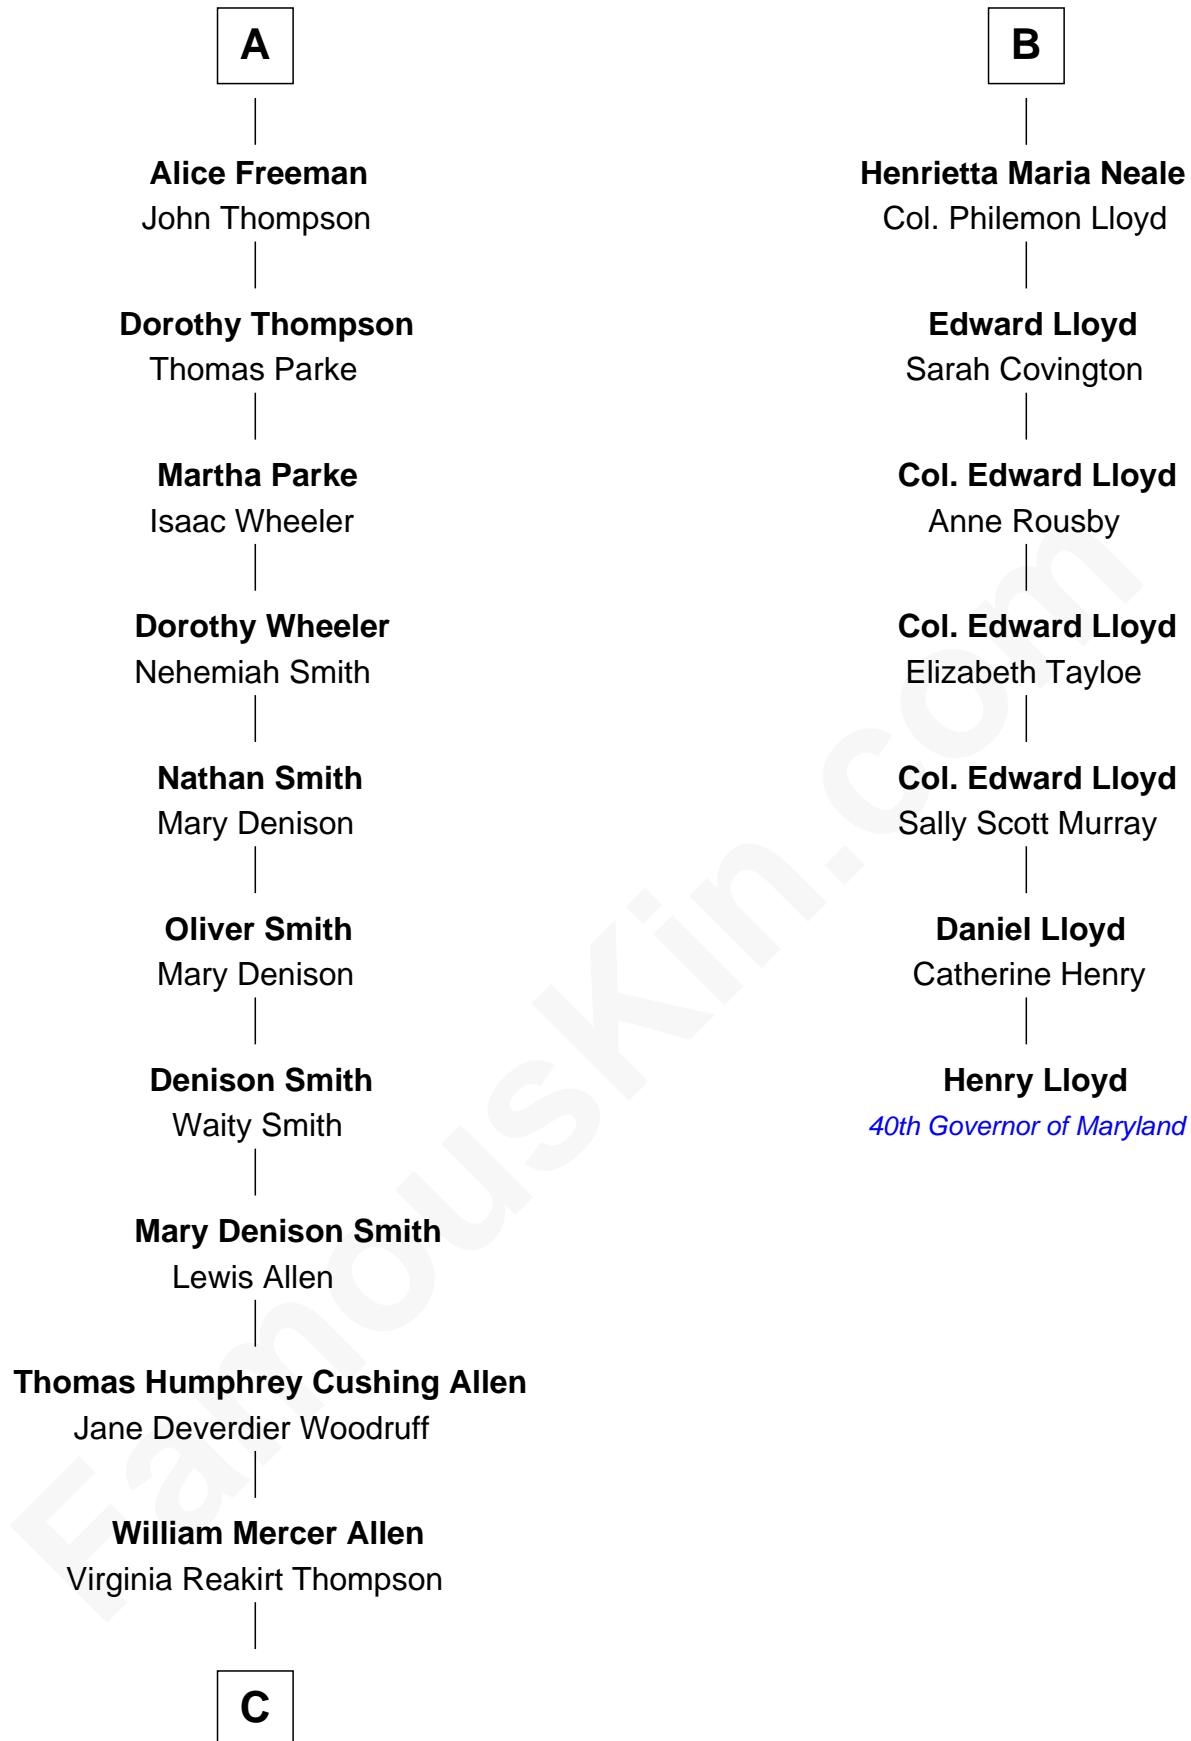 A
Alice Freeman
John Thompson
Dorothy Thompson
Thomas Parke
Martha Parke
Isaac Wheeler
Dorothy Wheeler
Nehemiah Smith
Nathan Smith
Mary Denison
Oliver Smith
Mary Denison
Denison Smith
Waity Smith
Mary Denison Smith
Lewis Allen
Thomas Humphrey Cushing Allen
Jane Deverdier Woodruff
William Mercer Allen
Virginia Reakirt Thompson
C
B
Henrietta Maria Neale
Col. Philemon Lloyd
Edward Lloyd
Sarah Covington
Col. Edward Lloyd
Anne Rousby
Col. Edward Lloyd
Elizabeth Tayloe
Col. Edward Lloyd
Sally Scott Murray
Daniel Lloyd
Catherine Henry
Henry Lloyd
40th Governor of Maryland
FamousKin.com